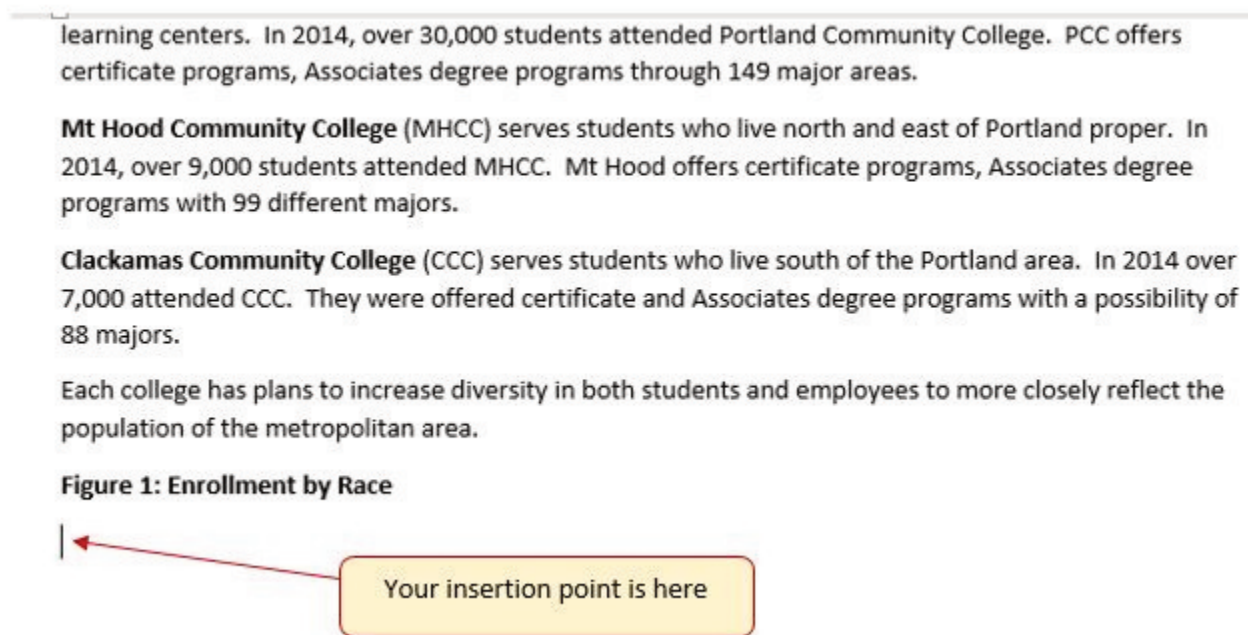 learning centers.  In 2014, over 30,000 students attended Portland Community College.  PCC offers
certificate programs, Associates degree programs through 149 major areas.
Mt Hood Community College (MHCC) serves students who live north and east of Portland proper.  In
2014, over 9,000 students attended MHCC.  Mt Hood offers certificate programs, Associates degree
programs with 99 different majors.
Clackamas Community College (CCC) serves students who live south of the Portland area.  In 2014 over
7,000 attended CCC.  They were offered certificate and Associates degree programs with a possibility of
88 majors.
Each college has plans to increase diversity in both students and employees to more closely reflect the
population of the metropolitan area.
Figure 1: Enrollment by Race
Your insertion point is here